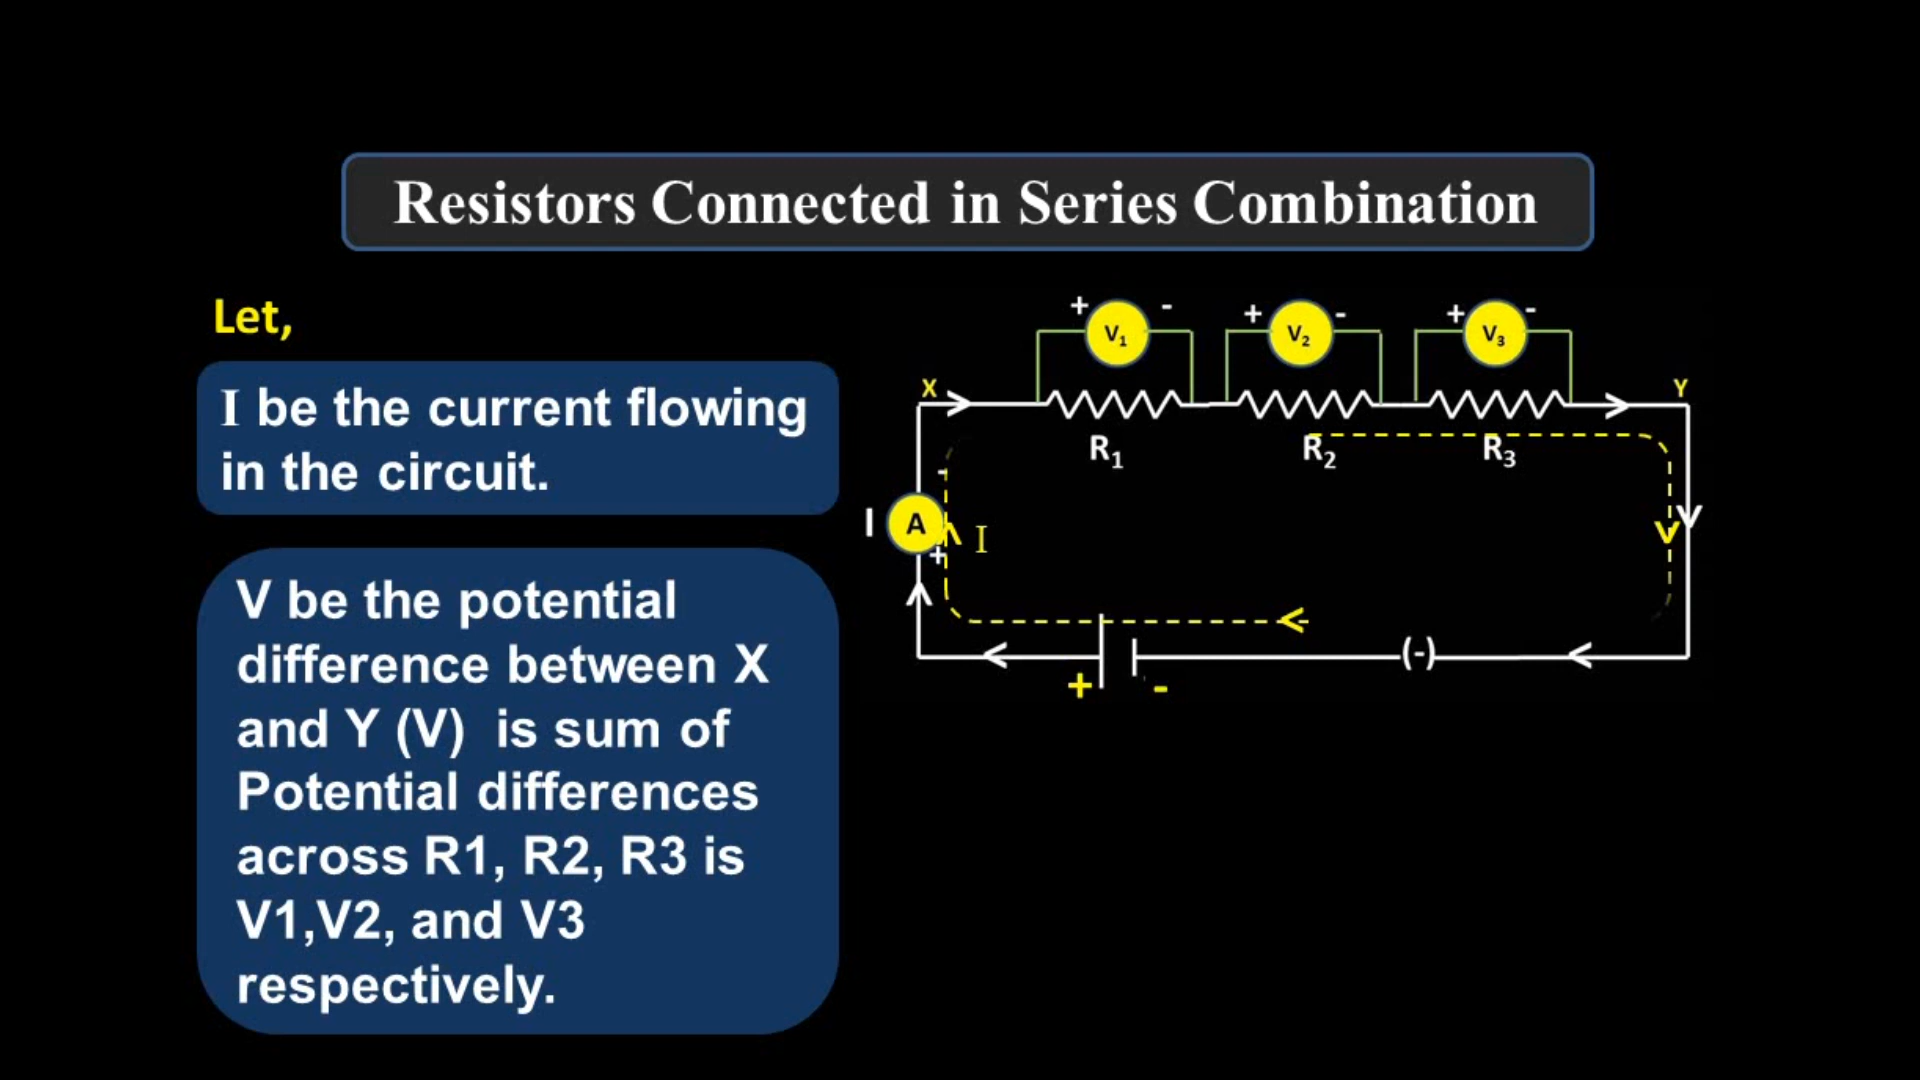 Resistors Connected in Series Combination
Let,
I be the current flowing
in the circuit.
V be the potential
difference between X
and Y (V) is sum of
Potential differences
across R1, R2, R3 is
V1,V2, and V3
respectively.
+ V₁ - + V₂ - + V₃ -
X Y
R₁ R₂ R₃
-
I A I
+
(-)
+ -